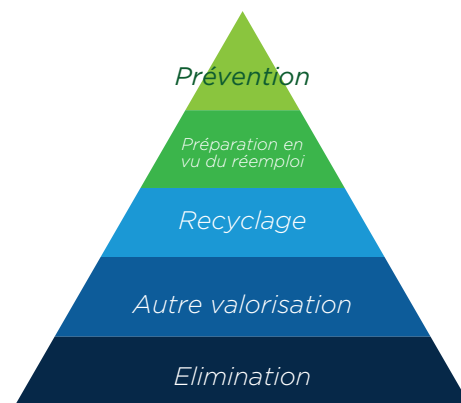 Prévention
Préparation en
vu du réemploi
Recyclage
Autre valorisation
Elimination